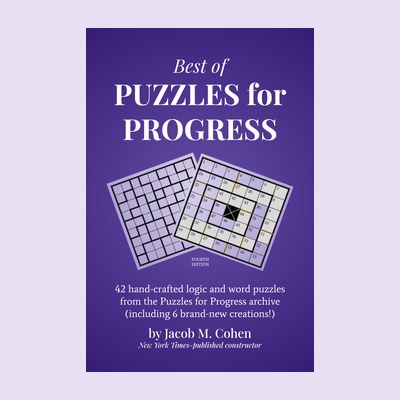 Best of
PUZZLES for
PROGRESS
FOURTH
EDITION
42 hand-crafted logic and word puzzles
from the Puzzles for Progress archive
(including 6 brand-new creations!)
by Jacob M. Cohen
New York Times-published constructor